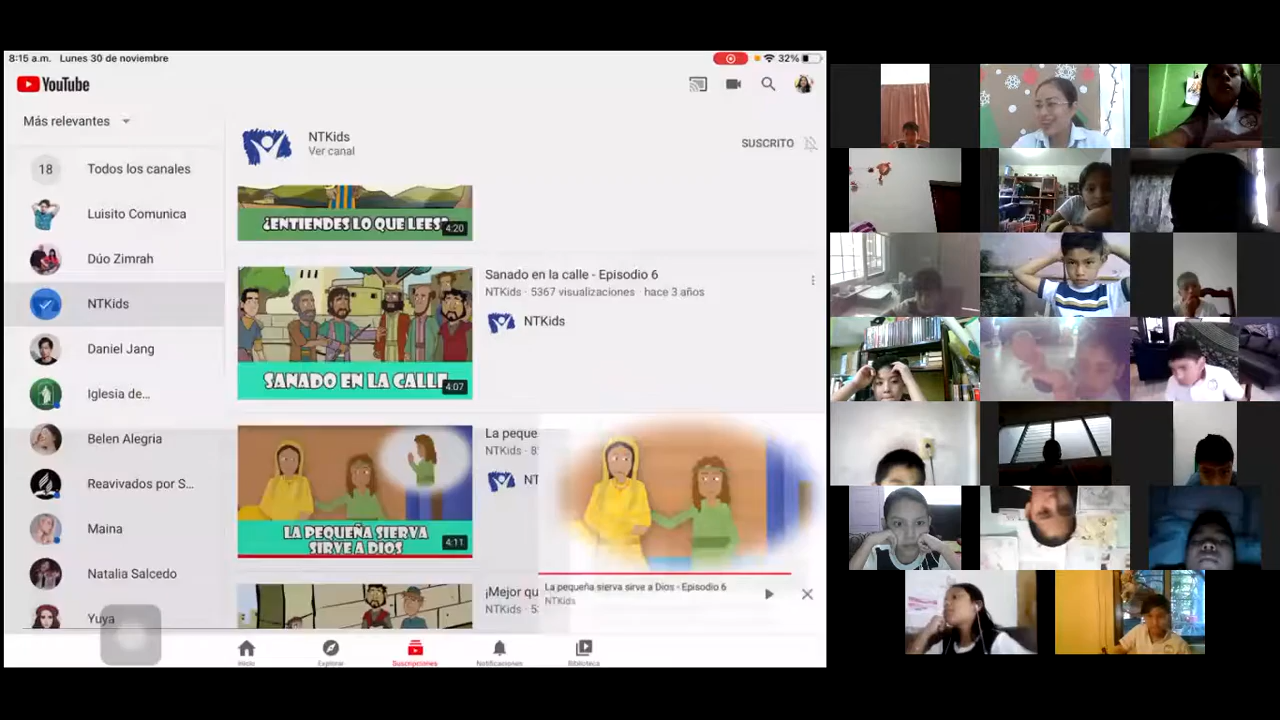 8:15 a.m. Lunes 30 de noviembre
32%
YouTube
Más relevantes
18 Todos los canales
Luisito Comunica
Dúo Zimrah
NTKids
Daniel Jang
Iglesia de...
Belen Alegria
Reavivados por S...
Maina
Natalia Salcedo
Yuya
NTKids
Ver canal
SUSCRITO
¿ENTIENDES LO QUE LEES?
4:20
SANADO EN LA CALLE
4:07
Sanado en la calle - Episodio 6
NTKids · 5367 visualizaciones · hace 3 años
NTKids
LA PEQUEÑA SIERVA
SIRVE A DIOS
4:11
La peque
NTKids · 8
NT
¡Mejor qu
NTKids · 5
La pequeña sierva sirve a Dios - Episodio 6
NTKids
Inicio
Explorar
Suscripciones
Notificaciones
Biblioteca